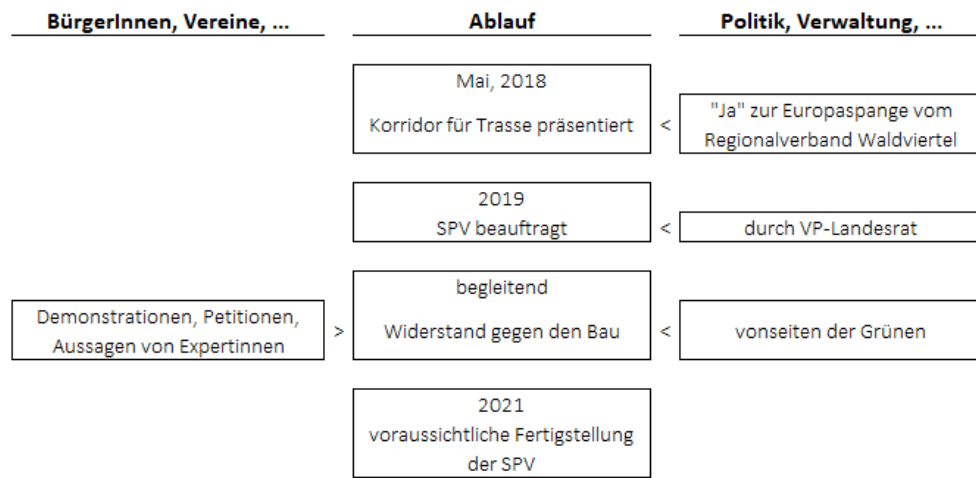 BürgerInnen, Vereine, ...
Ablauf
Politik, Verwaltung, ...
Mai, 2018
Korridor für Trasse präsentiert
<
"Ja" zur Europaspange vom
Regionalverband Waldviertel
2019
SPV beauftragt
<
durch VP-Landesrat
Demonstrationen, Petitionen,
Aussagen von Expertinnen
>
begleitend
Widerstand gegen den Bau
<
vonseiten der Grünen
2021
voraussichtliche Fertigstellung
der SPV